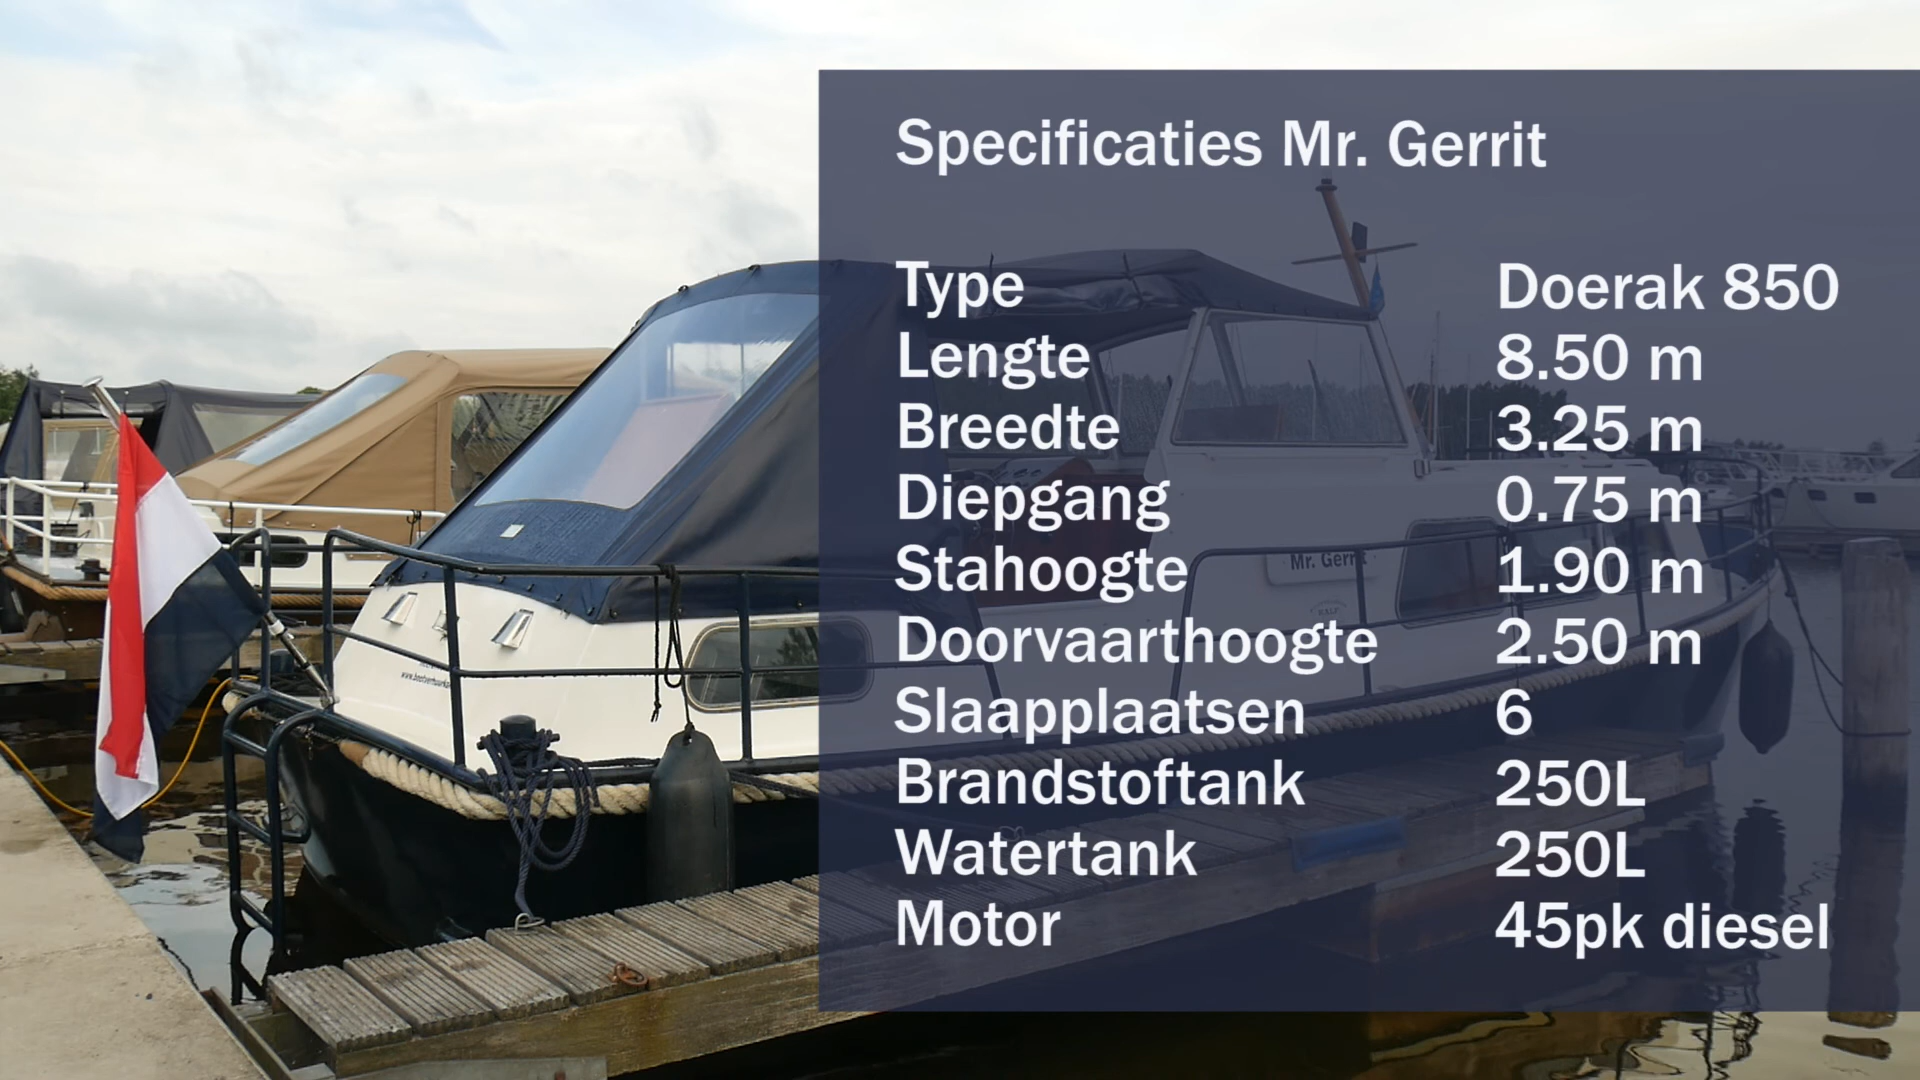 Specificaties Mr. Gerrit
Type Doerak 850
Lengte 8.50 m
Breedte 3.25 m
Diepgang 0.75 m
Stahoogte 1.90 m
Doorvaarthoogte 2.50 m
Slaapplaatsen 6
Brandstoftank 250L
Watertank 250L
Motor 45pk diesel
Mr. Gerrit